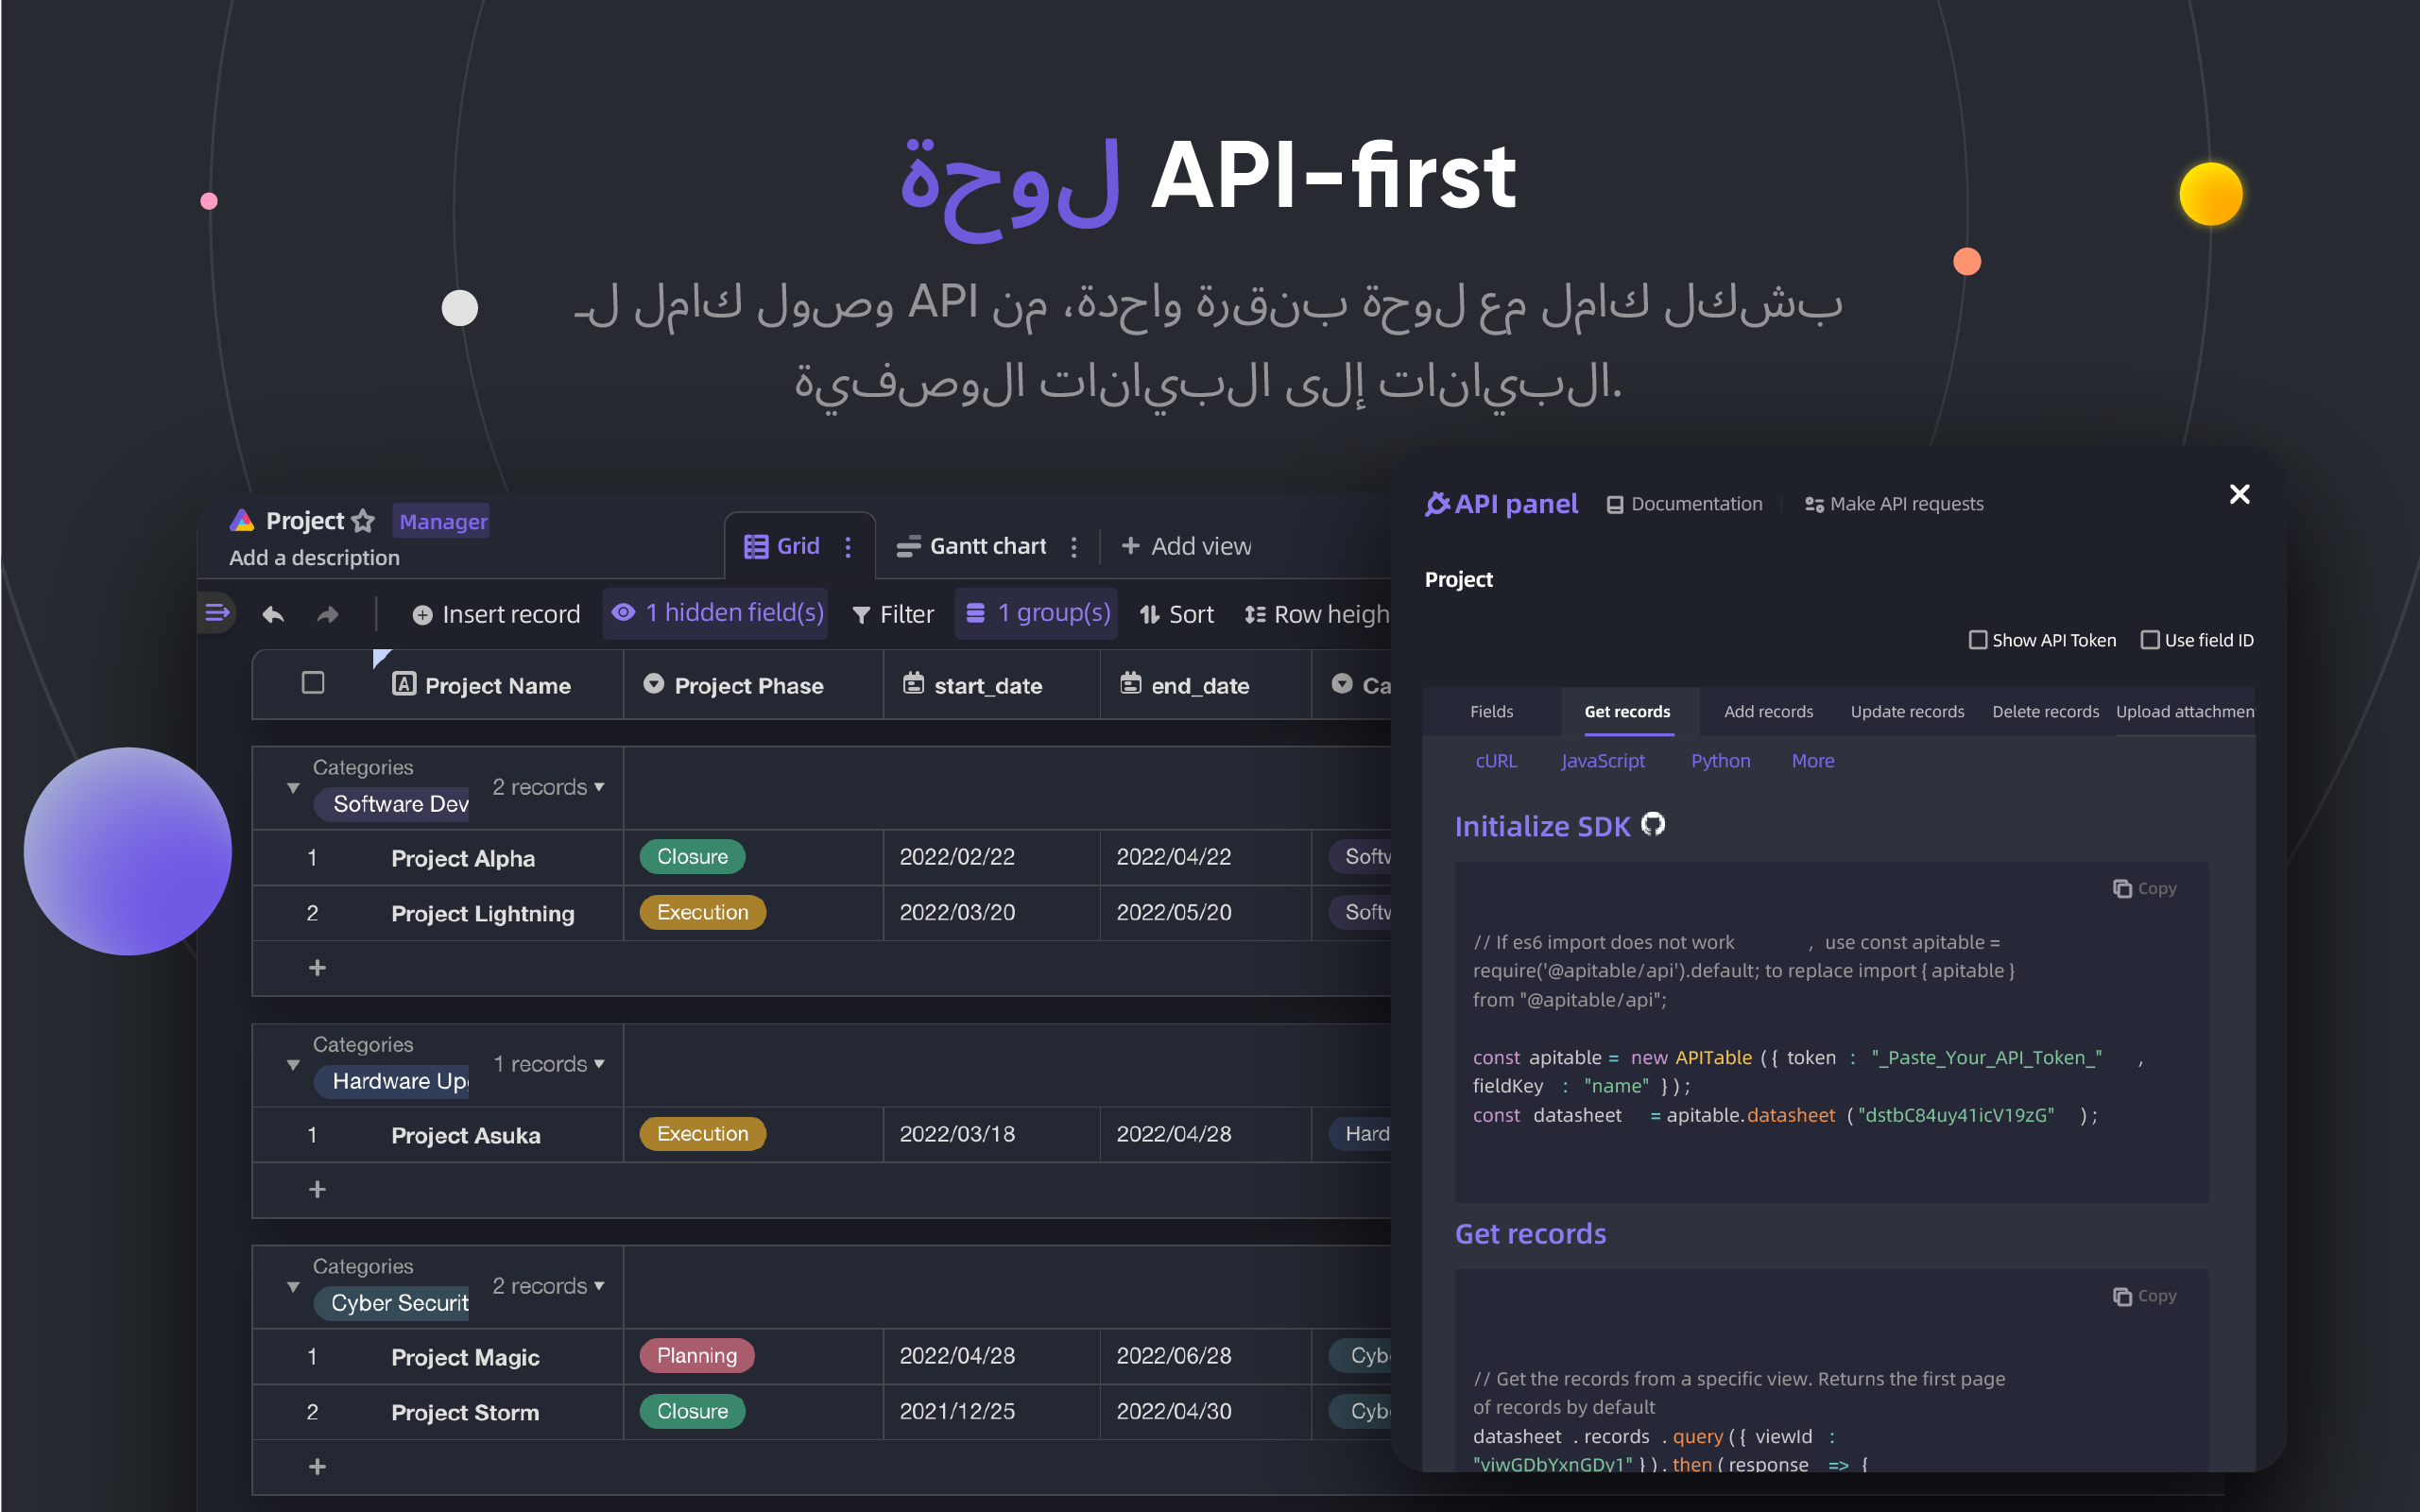 لوحة API-first
بشكل كامل مع لوحة بنقرة واحدة، من API وصول كامل لـ
.البيانات إلى البيانات الوصفية
Project Manager
Add a description
Grid
Gantt chart
Add view
Insert record
1 hidden field(s)
Filter
1 group(s)
Sort
Row heigh
Project Name
Project Phase
start_date
end_date
Ca
Categories
Software Dev
2 records
1 Project Alpha Closure 2022/02/22 2022/04/22 Softw
2 Project Lightning Execution 2022/03/20 2022/05/20 Softw
Categories
Hardware Up
1 records
1 Project Asuka Execution 2022/03/18 2022/04/28 Hard
Categories
Cyber Securit
2 records
1 Project Magic Planning 2022/04/28 2022/06/28 Cybe
2 Project Storm Closure 2021/12/25 2022/04/30 Cybe
API panel
Documentation
Make API requests
Project
Show API Token
Use field ID
Fields
Get records
Add records
Update records
Delete records
Upload attachmen
cURL
JavaScript
Python
More
Initialize SDK
Copy
// If es6 import does not work , use const apitable =
require('@apitable/api').default; to replace import { apitable }
from "@apitable/api";
const apitable = new APITable ( { token : "_Paste_Your_API_Token_" ,
fieldKey : "name" } ) ;
const datasheet = apitable.datasheet ( "dstbC84uy41icV19zG" ) ;
Get records
Copy
// Get the records from a specific view. Returns the first page
of records by default
datasheet . records . query ( { viewId :
"viwGDbYxnGDy1" } ) . then ( response => {